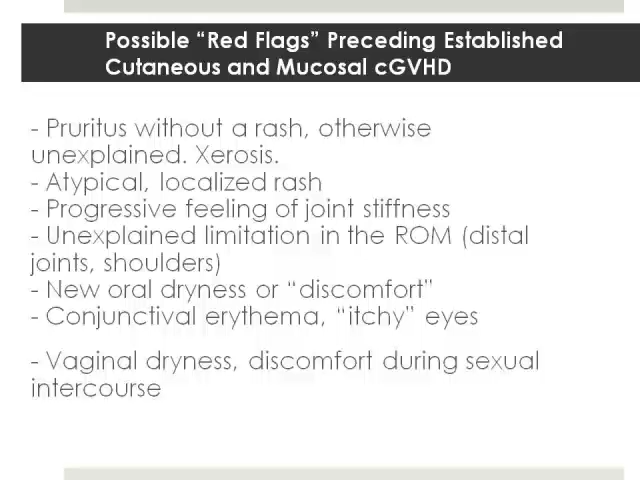 Possible “Red Flags” Preceding Established
Cutaneous and Mucosal cGVHD
- Pruritus without a rash, otherwise
unexplained. Xerosis.
- Atypical, localized rash
- Progressive feeling of joint stiffness
- Unexplained limitation in the ROM (distal
joints, shoulders)
- New oral dryness or “discomfort”
- Conjunctival erythema, “itchy” eyes
- Vaginal dryness, discomfort during sexual
intercourse